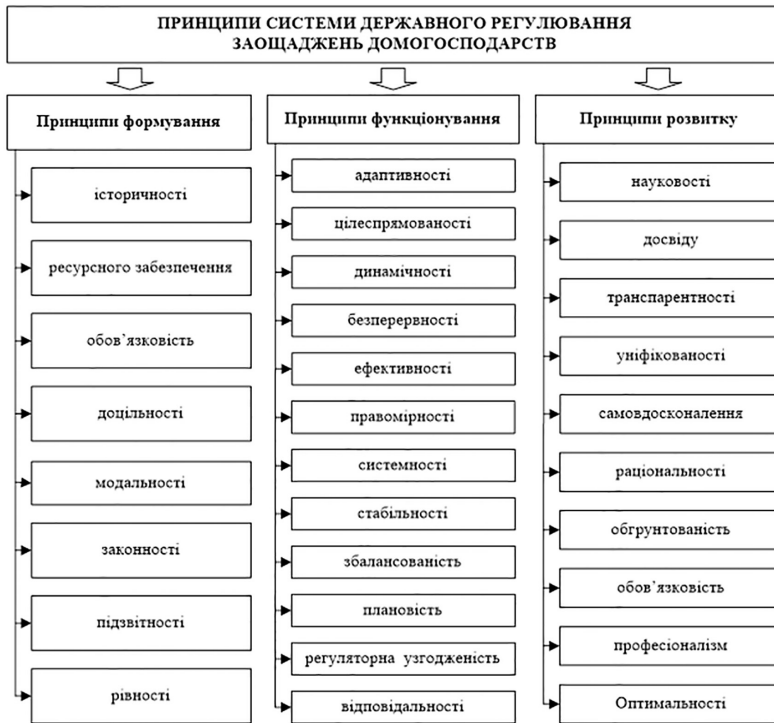 ПРИНЦИПИ СИСТЕМИ ДЕРЖАВНОГО РЕГУЛЮВАННЯ
ЗАОЩАДЖЕНЬ ДОМОГОСПОДАРСТВ
Принципи формування
історичності
ресурсного забезпечення
обов’язковість
доцільності
модальності
законності
підзвітності
рівності
Принципи функціонування
адаптивності
цілеспрямованості
динамічності
безперервності
ефективності
правомірності
системності
стабільності
збалансованість
плановість
регуляторна узгодженість
відповідальності
Принципи розвитку
науковості
досвіду
транспарентності
уніфікованості
самовдосконалення
раціональності
обгрунтованість
обов’язковість
професіоналізм
Оптимальності